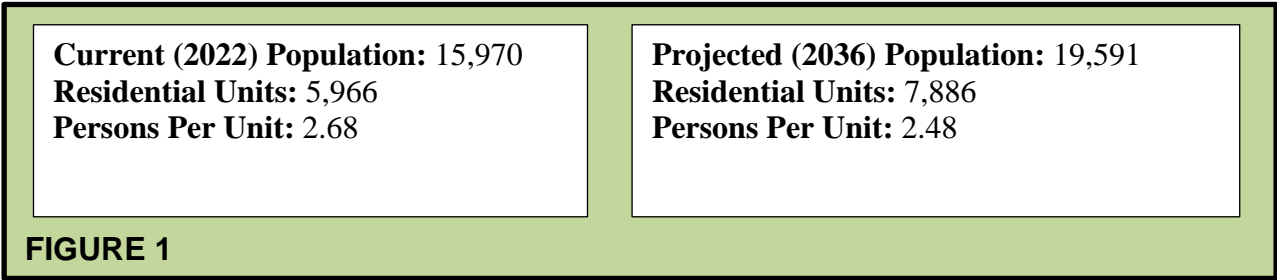 Current (2022) Population: 15,970
Residential Units: 5,966
Persons Per Unit: 2.68
Projected (2036) Population: 19,591
Residential Units: 7,886
Persons Per Unit: 2.48
FIGURE 1